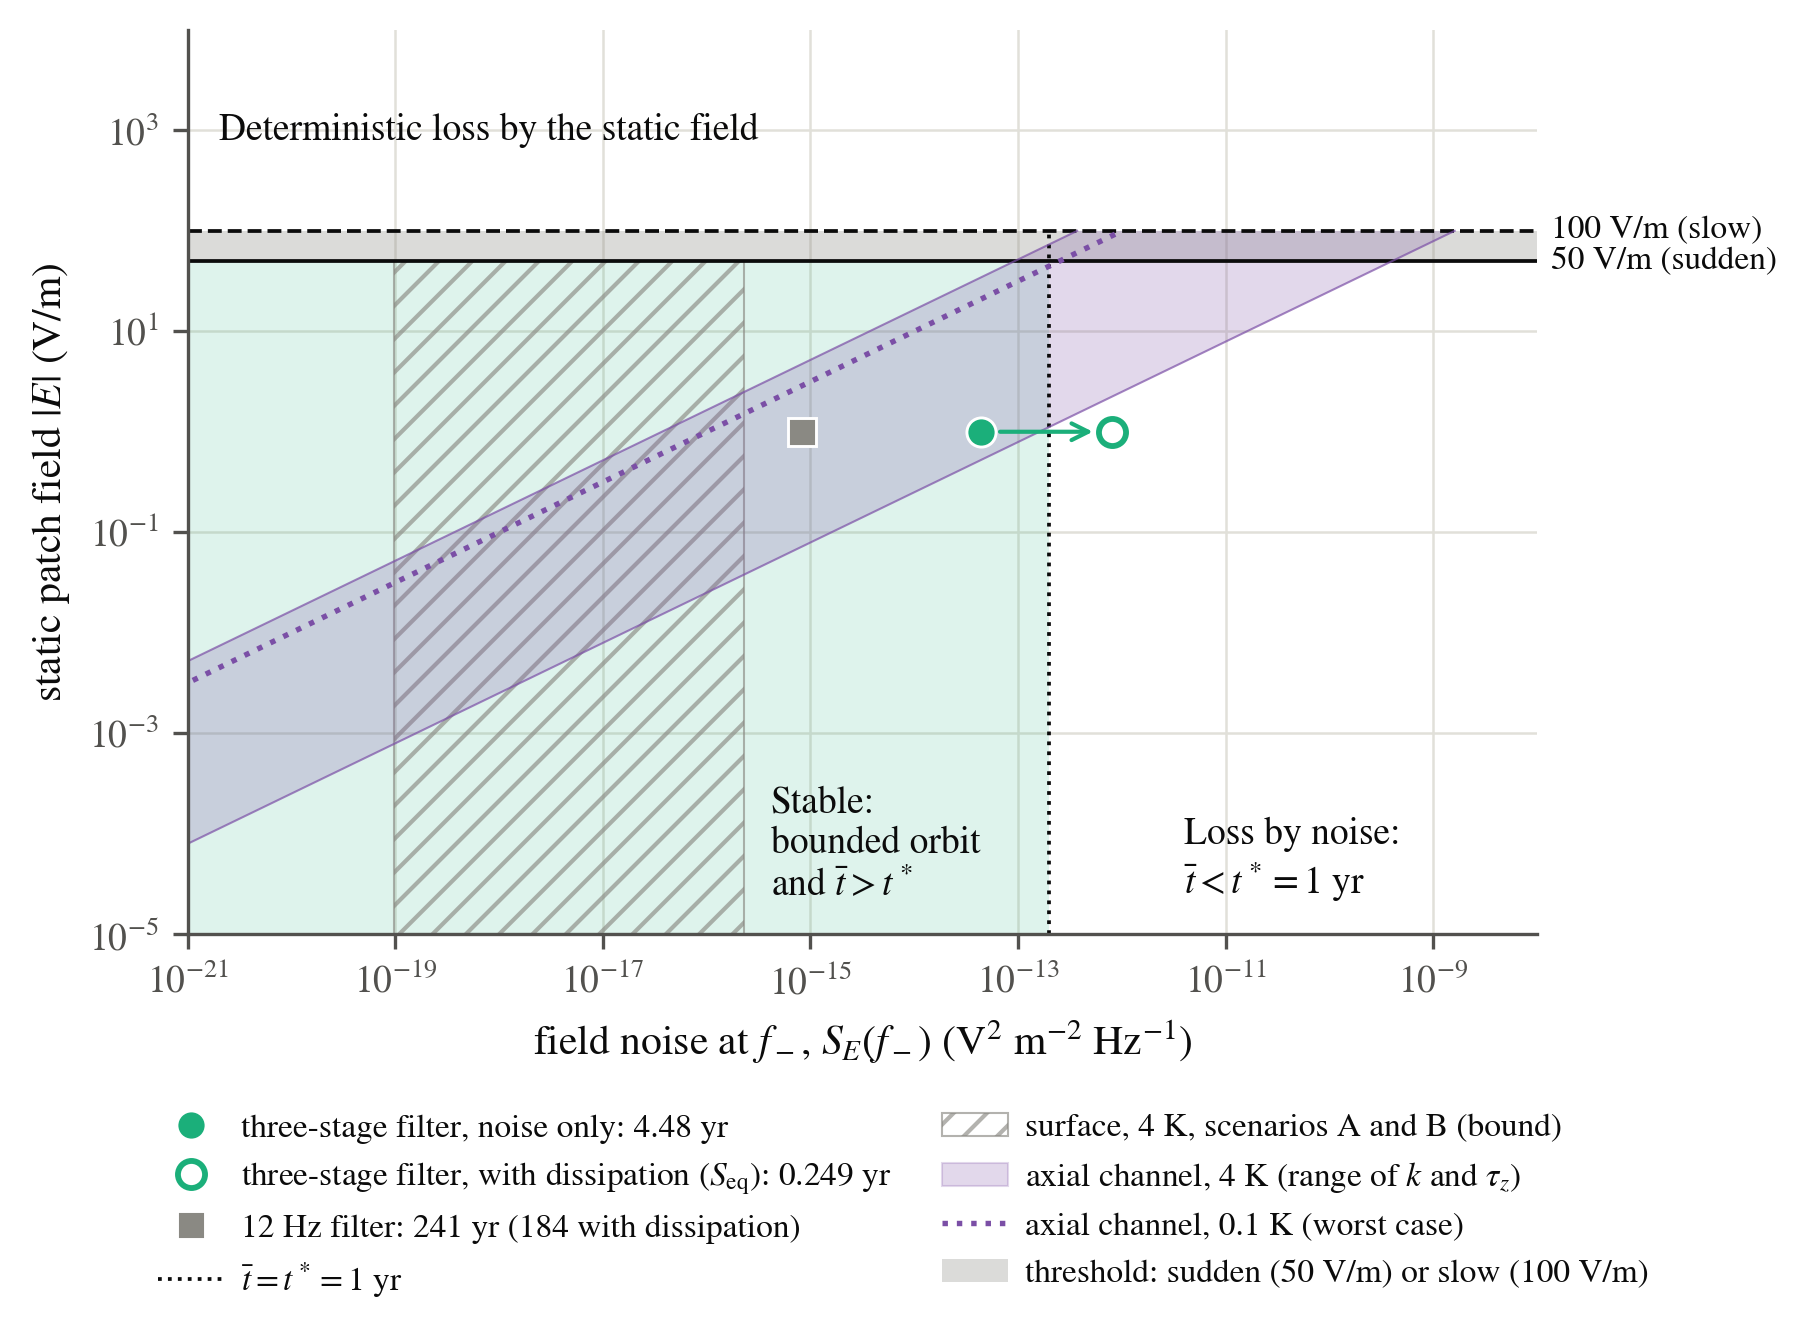 10³
Deterministic loss by the static field
100 V/m (slow)
50 V/m (sudden)
10¹
10⁻¹
10⁻³
10⁻⁵
static patch field |E| (V/m)
Stable:
bounded orbit
and t̄ > t*
Loss by noise:
t̄ < t* = 1 yr
10⁻²¹ 10⁻¹⁹ 10⁻¹⁷ 10⁻¹⁵ 10⁻¹³ 10⁻¹¹ 10⁻⁹
field noise at f₋, S_E(f₋) (V² m⁻² Hz⁻¹)
three-stage filter, noise only: 4.48 yr
three-stage filter, with dissipation (S_eq): 0.249 yr
12 Hz filter: 241 yr (184 with dissipation)
t̄ = t* = 1 yr
surface, 4 K, scenarios A and B (bound)
axial channel, 4 K (range of k and τ_z)
axial channel, 0.1 K (worst case)
threshold: sudden (50 V/m) or slow (100 V/m)